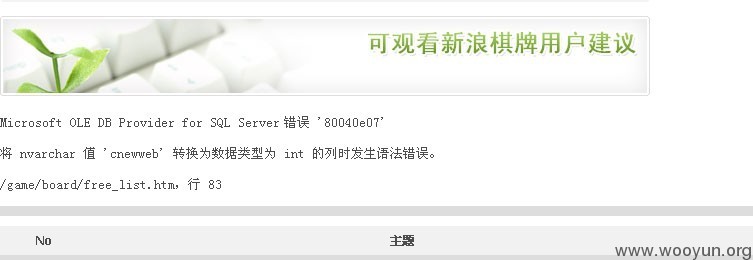 可观看新浪棋牌用户建议
Microsoft OLE DB Provider for SQL Server 错误 '80040e07'
将 nvarchar 值 'cnewweb' 转换为数据类型为 int 的列时发生语法错误。
/game/board/free_list.htm，行 83
No 主题
www.wooyun.org